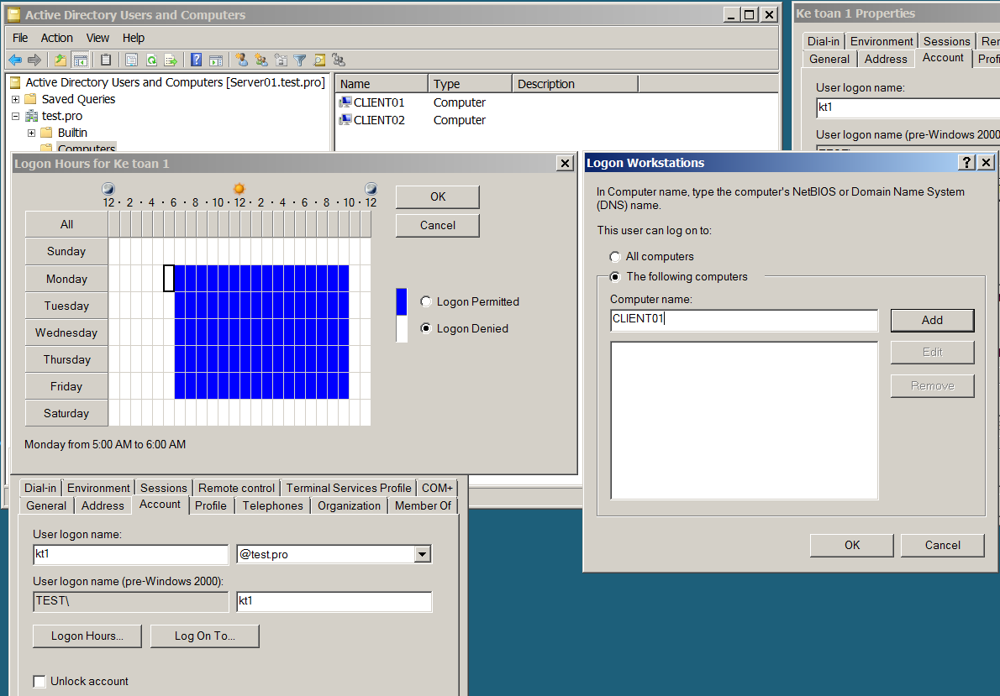 Active Directory Users and Computers
File Action View Help
Active Directory Users and Computers [Server01.test.pro]
Saved Queries
test.pro
Builtin
Computers
Name Type Description
CLIENT01 Computer
CLIENT02 Computer
Ke toan 1 Properties
Dial-in Environment Sessions
General Address Account
User logon name:
kt1
User logon name (pre-Windows 2000
Logon Hours for Ke toan 1
12 · 2 · 4 · 6 · 8 · 10 · 12 · 2 · 4 · 6 · 8 · 10 · 12
All
Sunday
Monday
Tuesday
Wednesday
Thursday
Friday
Saturday
OK
Cancel
Logon Permitted
Logon Denied
Monday from 5:00 AM to 6:00 AM
Logon Workstations
In Computer name, type the computer's NetBIOS or Domain Name System
(DNS) name.
This user can log on to:
All computers
The following computers
Computer name:
CLIENT01
Add
Edit
Remove
OK Cancel
Dial-in Environment Sessions Remote control Terminal Services Profile COM+
General Address Account Profile Telephones Organization Member Of
User logon name:
kt1 @test.pro
User logon name (pre-Windows 2000):
TEST\ kt1
Logon Hours... Log On To...
Unlock account